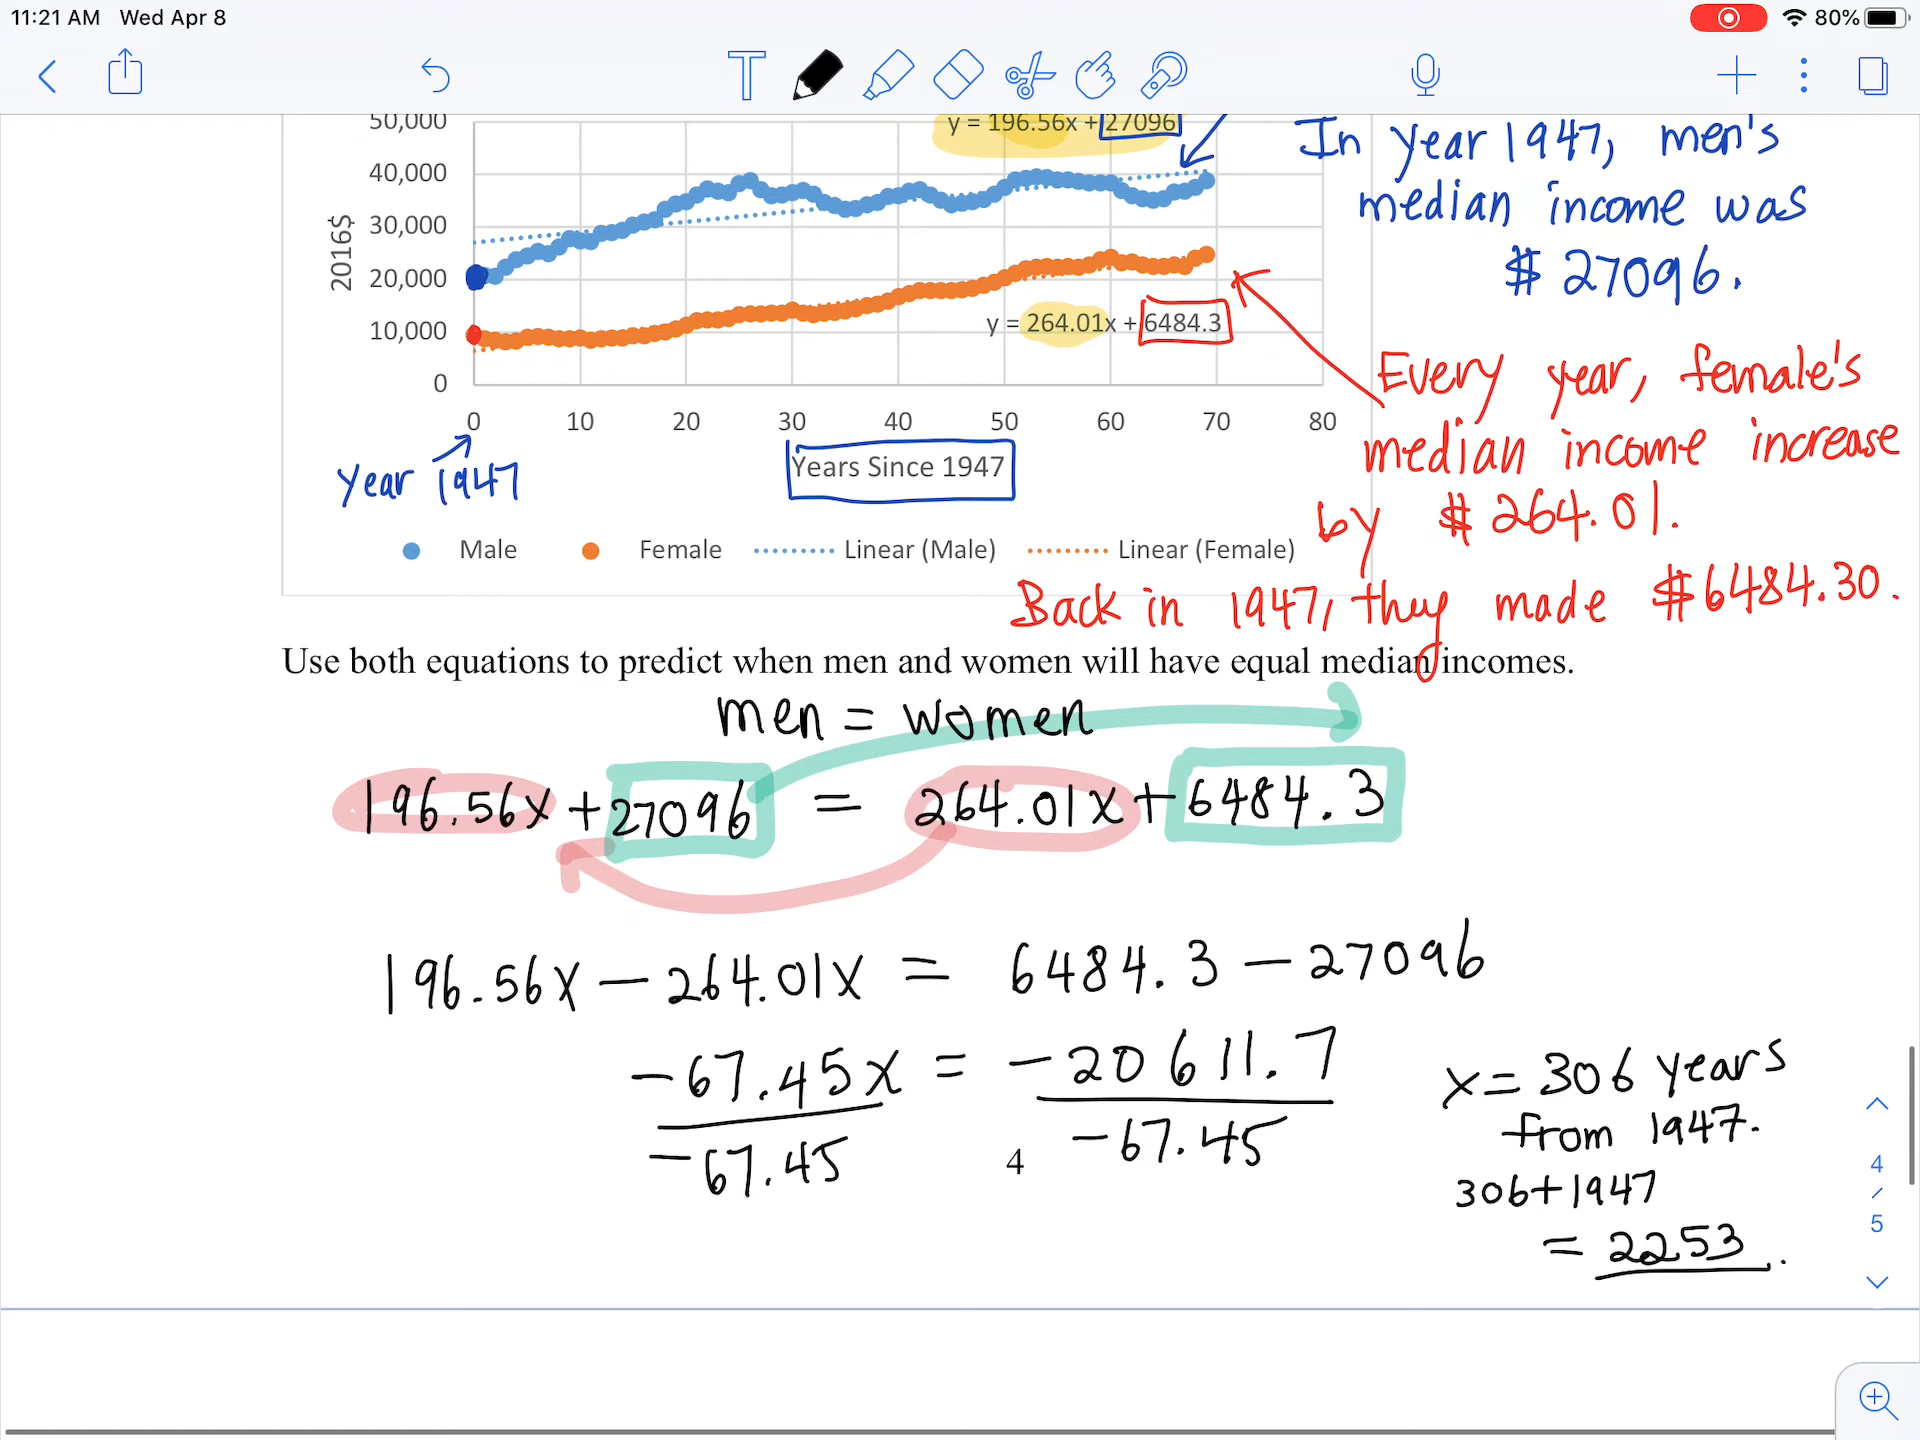 11:21 AM Wed Apr 8
80%
T
50,000
40,000
30,000
20,000
10,000
0
2016$
y = 196.56x + 27096
y = 264.01x + 6484.3
0 10 20 30 40 50 60 70 80
Years Since 1947
Year 1947
Male Female Linear (Male) Linear (Female)
In year 1947, men's
median income was
$ 27096.
Every year, female's
median income increase
by $ 264.01.
Back in 1947, they made $6484.30.
Use both equations to predict when men and women will have equal median incomes.
men = women
196.56x + 27096 = 264.01x + 6484.3
196.56x - 264.01x = 6484.3 - 27096
-67.45x = -20611.7
-67.45 -67.45
x = 306 years
from 1947.
306+1947
= 2253.
4
4
/
5